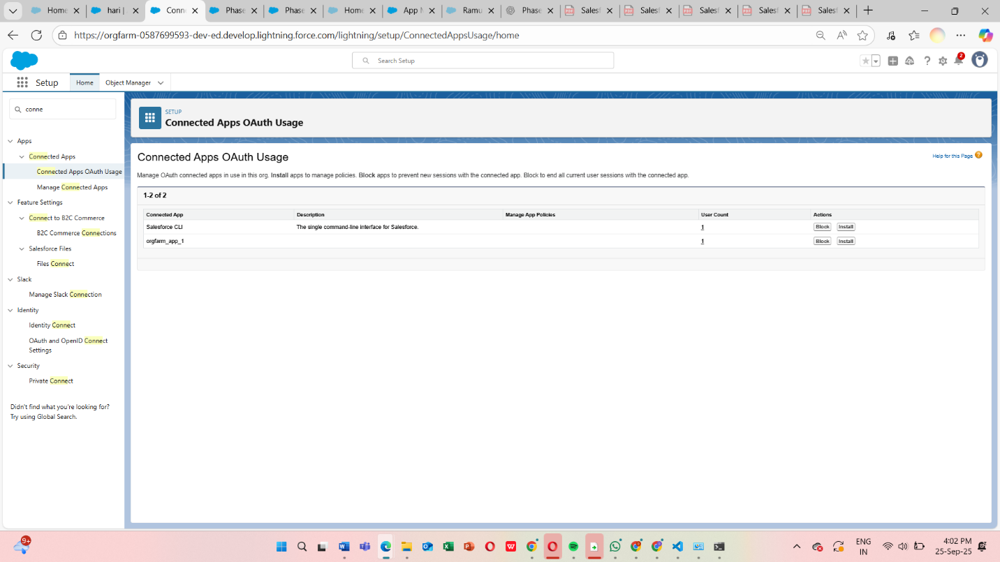 Home
hari |
Conn
Phase
Phase
Home
App M
Ramu
Phase
Salesf
Salesf
Salesf
Salesf
Salesf
https://orgfarm-0587699593-dev-ed.develop.lightning.force.com/lightning/setup/ConnectedAppsUsage/home
Search Setup
2
Setup
Home
Object Manager
conne
Apps
Connected Apps
Connected Apps OAuth Usage
Manage Connected Apps
Feature Settings
Connect to B2C Commerce
B2C Commerce Connections
Salesforce Files
Files Connect
Slack
Manage Slack Connection
Identity
Identity Connect
OAuth and OpenID Connect
Settings
Security
Private Connect
Didn't find what you're looking for?
Try using Global Search.
SETUP
Connected Apps OAuth Usage
Connected Apps OAuth Usage
Help for this Page
Manage OAuth connected apps in use in this org. Install apps to manage policies. Block apps to prevent new sessions with the connected app. Block to end all current user sessions with the connected app.
1-2 of 2
Connected App Description Manage App Policies User Count Actions
Salesforce CLI The single command-line interface for Salesforce. 1 Block Install
orgfarm_app_1 1 Block Install
9+
ENG
IN
4:02 PM
25-Sep-25